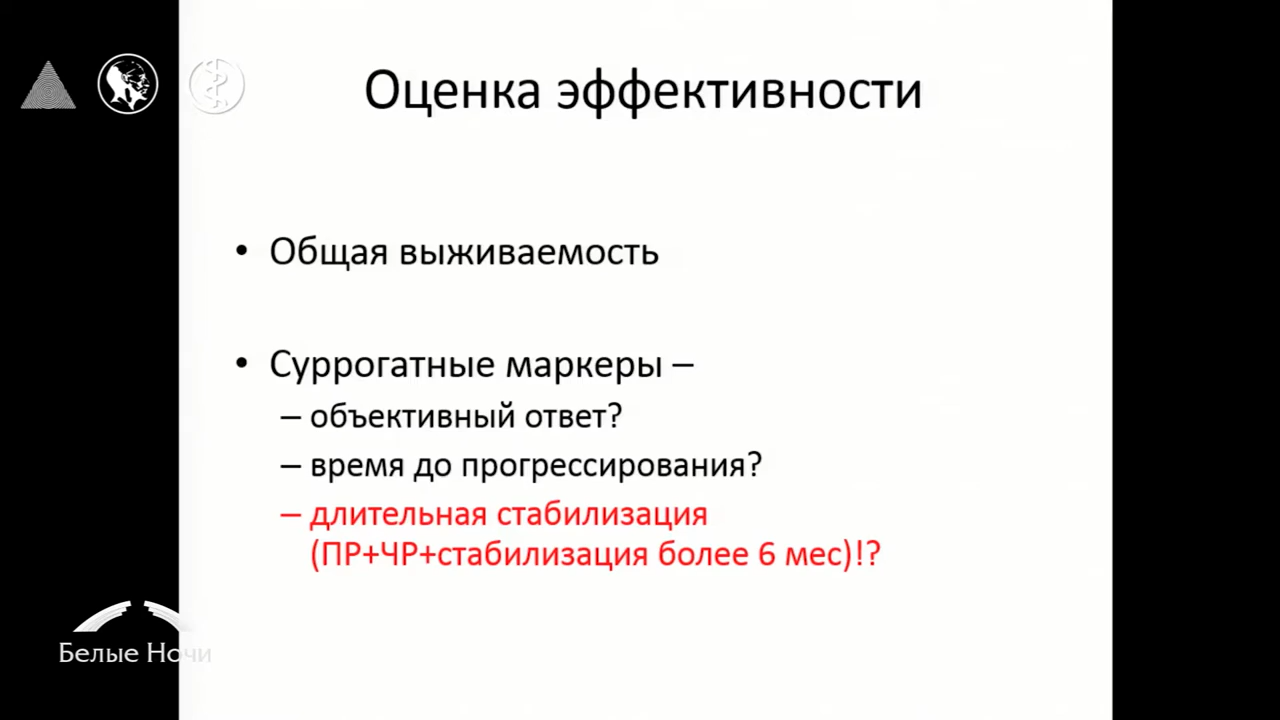 Оценка эффективности
• Общая выживаемость
• Суррогатные маркеры –
– объективный ответ?
– время до прогрессирования?
– длительная стабилизация
(ПР+ЧР+стабилизация более 6 мес)!?
Белые Ночи